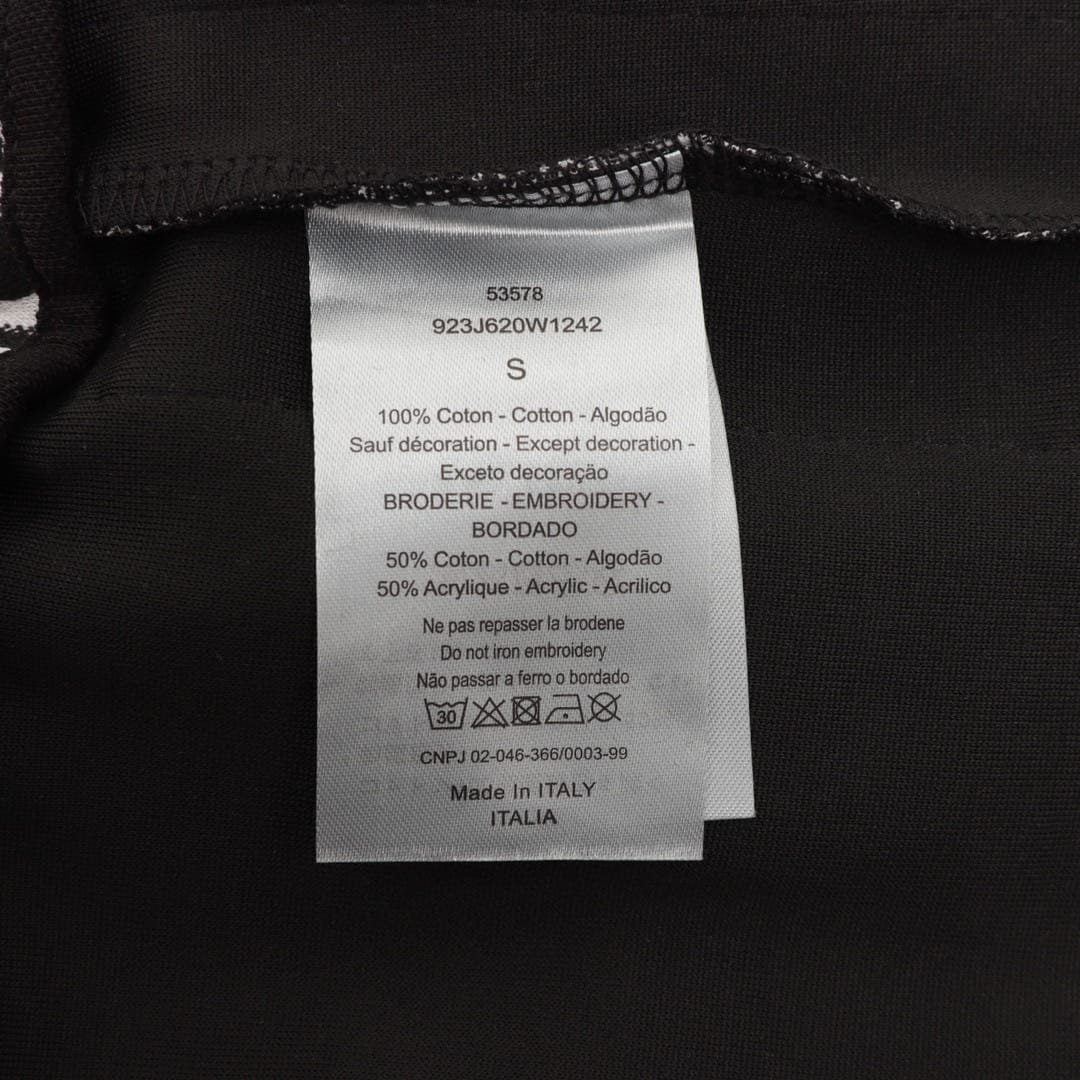 53578
923J620W1242
S
100% Coton - Cotton - Algodão
Sauf décoration - Except decoration -
Exceto decoração
BRODERIE - EMBROIDERY -
BORDADO
50% Coton - Cotton - Algodão
50% Acrylique - Acrylic - Acrilico
Ne pas repasser la brodene
Do not iron embroidery
Não passar a ferro o bordado
30
CNPJ 02-046-366/0003-99
Made In ITALY
ITALIA